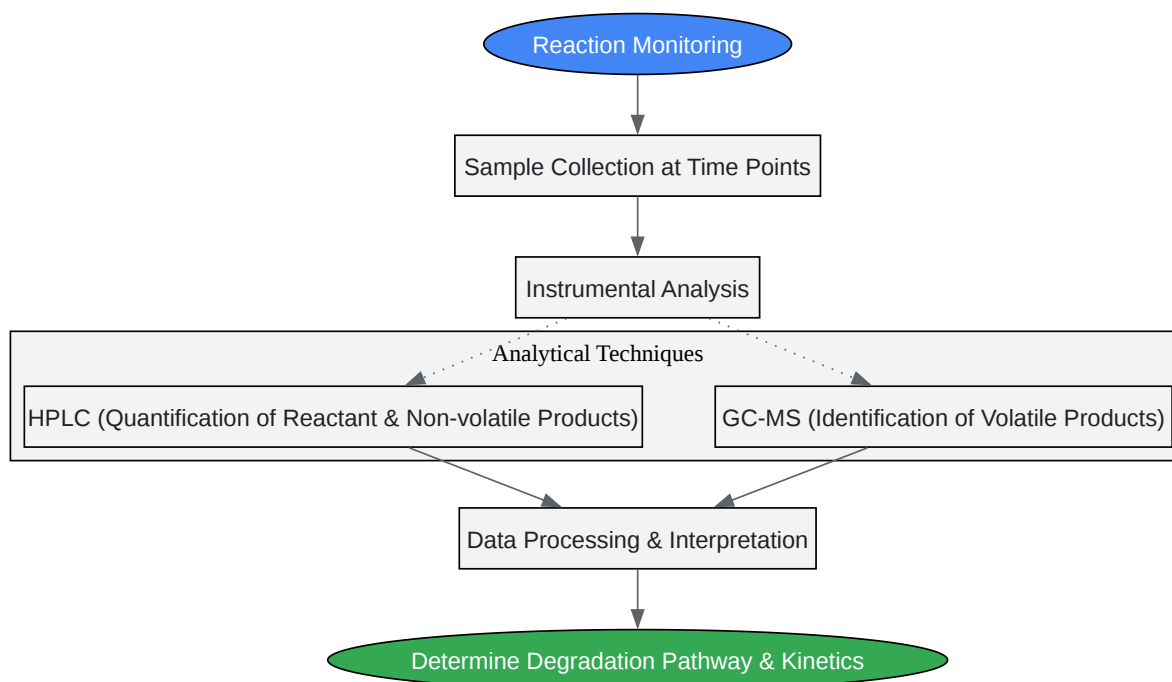 Reaction Monitoring
Sample Collection at Time Points
Instrumental Analysis
Analytical Techniques
HPLC (Quantification of Reactant & Non-volatile Products)
GC-MS (Identification of Volatile Products)
Data Processing & Interpretation
Determine Degradation Pathway & Kinetics